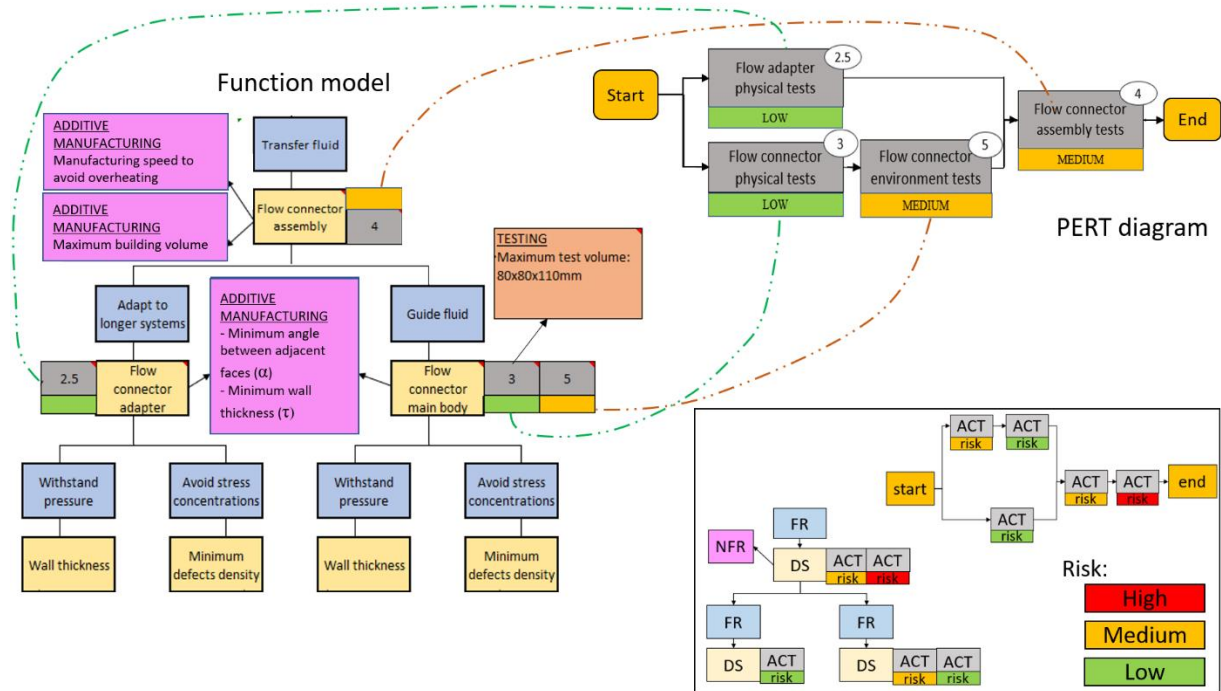 Function model
ADDITIVE
MANUFACTURING
Manufacturing speed to
avoid overheating
ADDITIVE
MANUFACTURING
Maximum building volume
Transfer fluid
Flow connector
assembly
4
TESTING
Maximum test volume:
80x80x110mm
Adapt to
longer systems
ADDITIVE
MANUFACTURING
- Minimum angle
between adjacent
faces (α)
- Minimum wall
thickness (τ)
Guide fluid
2.5
Flow
connector
adapter
Flow
connector
main body
3
5
Withstand
pressure
Avoid stress
concentrations
Withstand
pressure
Avoid stress
concentrations
Wall thickness
Minimum
defects density
Wall thickness
Minimum
defects density
Start
Flow adapter
physical tests
2.5
LOW
Flow connector
physical tests
3
LOW
Flow connector
environment tests
5
MEDIUM
Flow connector
assembly tests
4
MEDIUM
End
PERT diagram
start
ACT
risk
ACT
risk
ACT
risk
ACT
risk
ACT
risk
end
FR
NFR
DS
ACT
risk
ACT
risk
FR
FR
DS
ACT
risk
DS
ACT
risk
ACT
risk
Risk:
High
Medium
Low